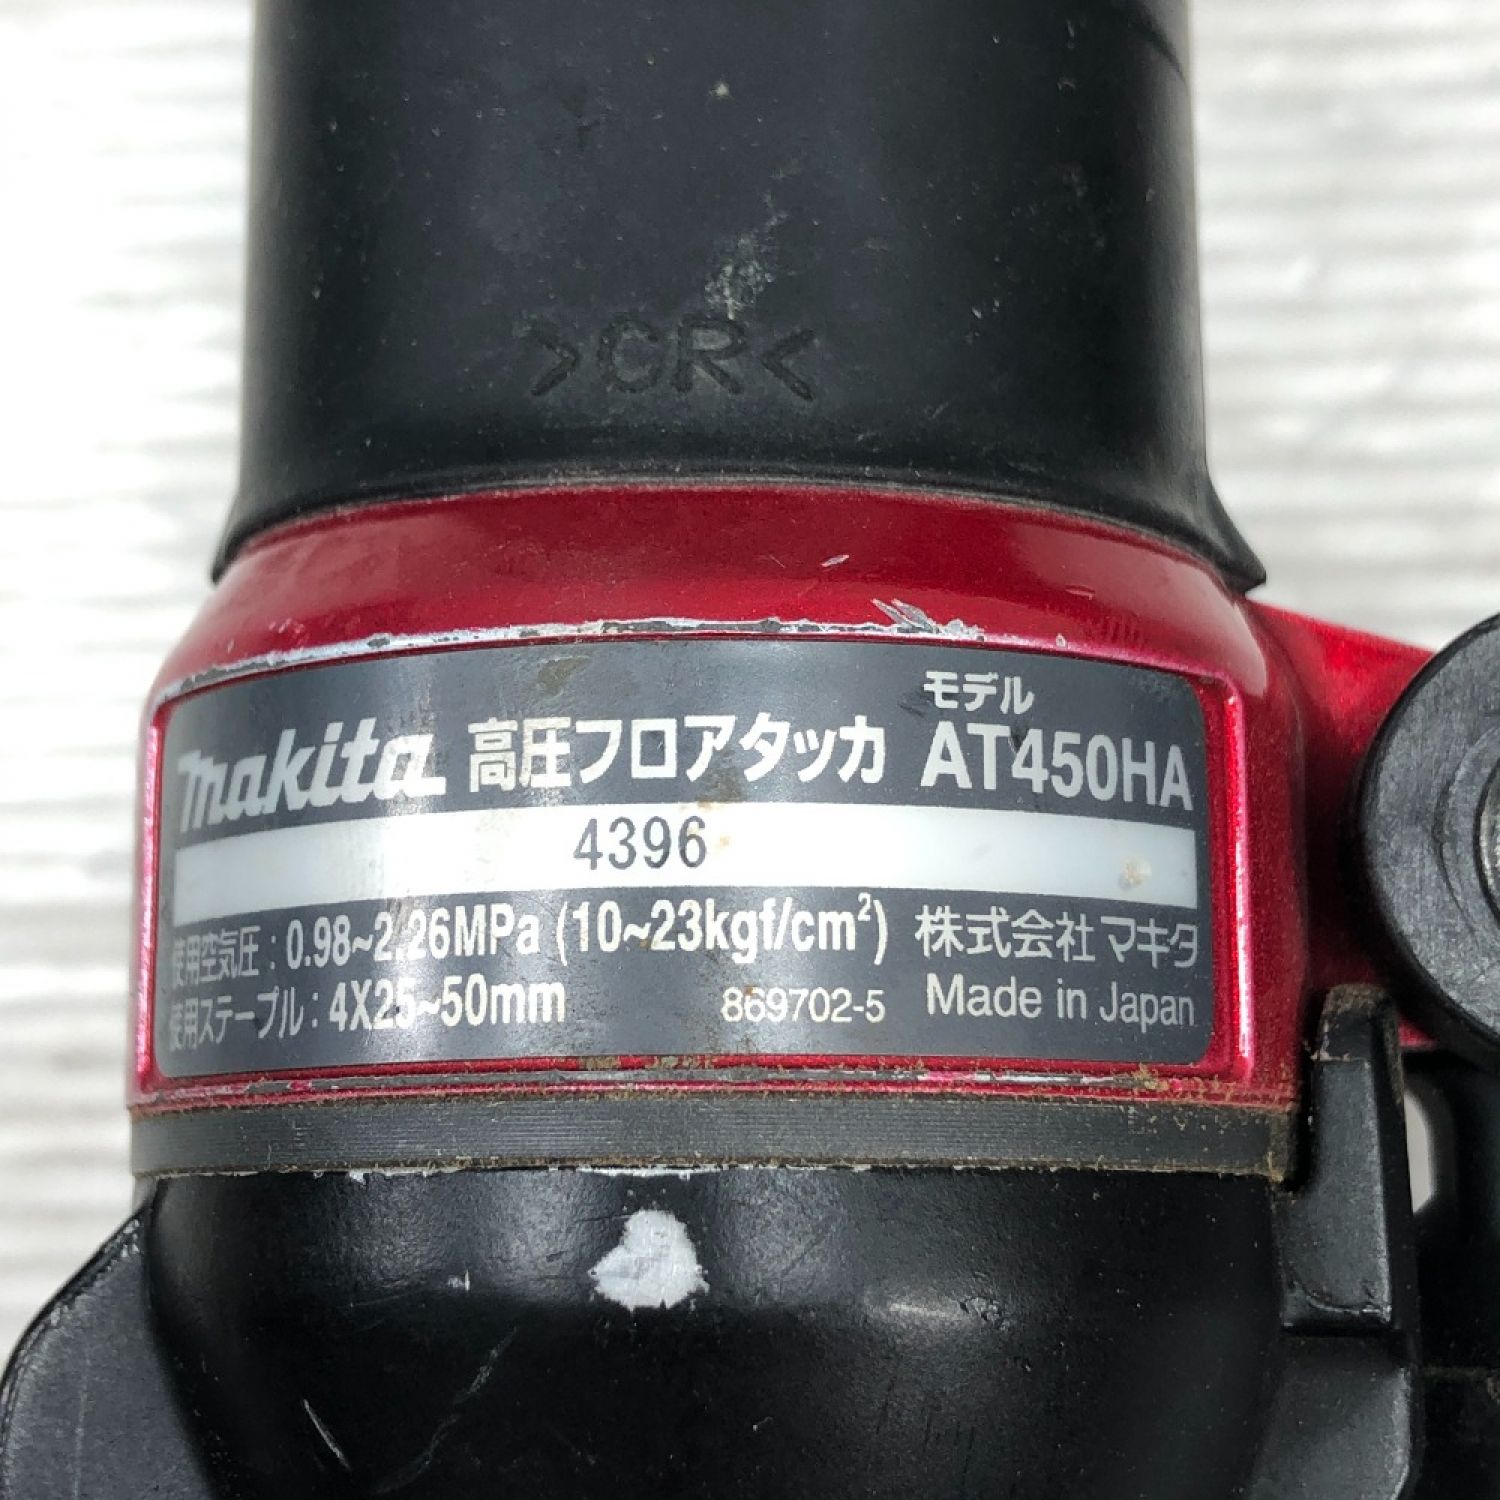 >CR<
makita 高圧フロアタッカ モデル AT450HA
4396
使用空気圧 : 0.98~2.26MPa (10~23kgf/cm²) 株式会社マキタ
使用ステープル : 4X25~50mm 869702-5 Made in Japan